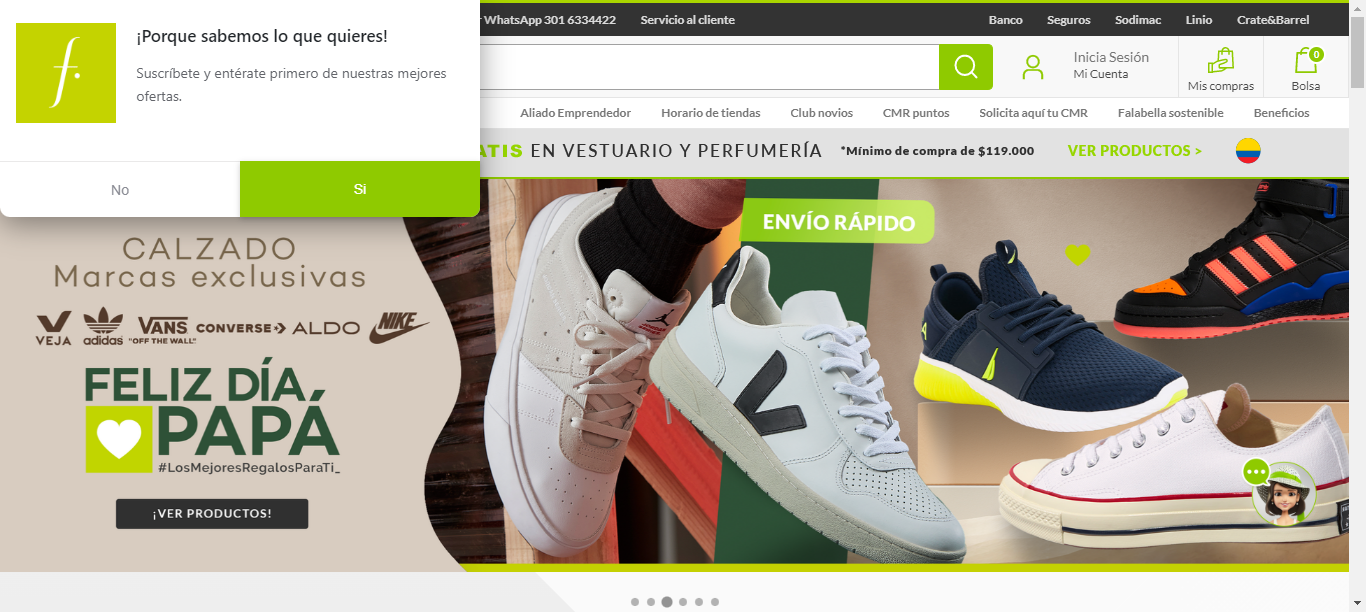 ¡Porque sabemos lo que quieres!
Suscríbete y entérate primero de nuestras mejores
ofertas.
No
Si
WhatsApp 301 6334422
Servicio al cliente
Banco
Seguros
Sodimac
Linio
Crate&Barrel
Inicia Sesión
Mi Cuenta
Mis compras
0
Bolsa
Aliado Emprendedor
Horario de tiendas
Club novios
CMR puntos
Solicita aquí tu CMR
Falabella sostenible
Beneficios
EN VESTUARIO Y PERFUMERÍA
*Mínimo de compra de $119.000
VER PRODUCTOS >
ENVÍO RÁPIDO
CALZADO
Marcas exclusivas
VEJA
adidas
VANS
"OFF THE WALL"
CONVERSE
ALDO
NIKE
FELIZ DÍA
PAPÁ
#LosMejoresRegalosParaTi_
¡VER PRODUCTOS!